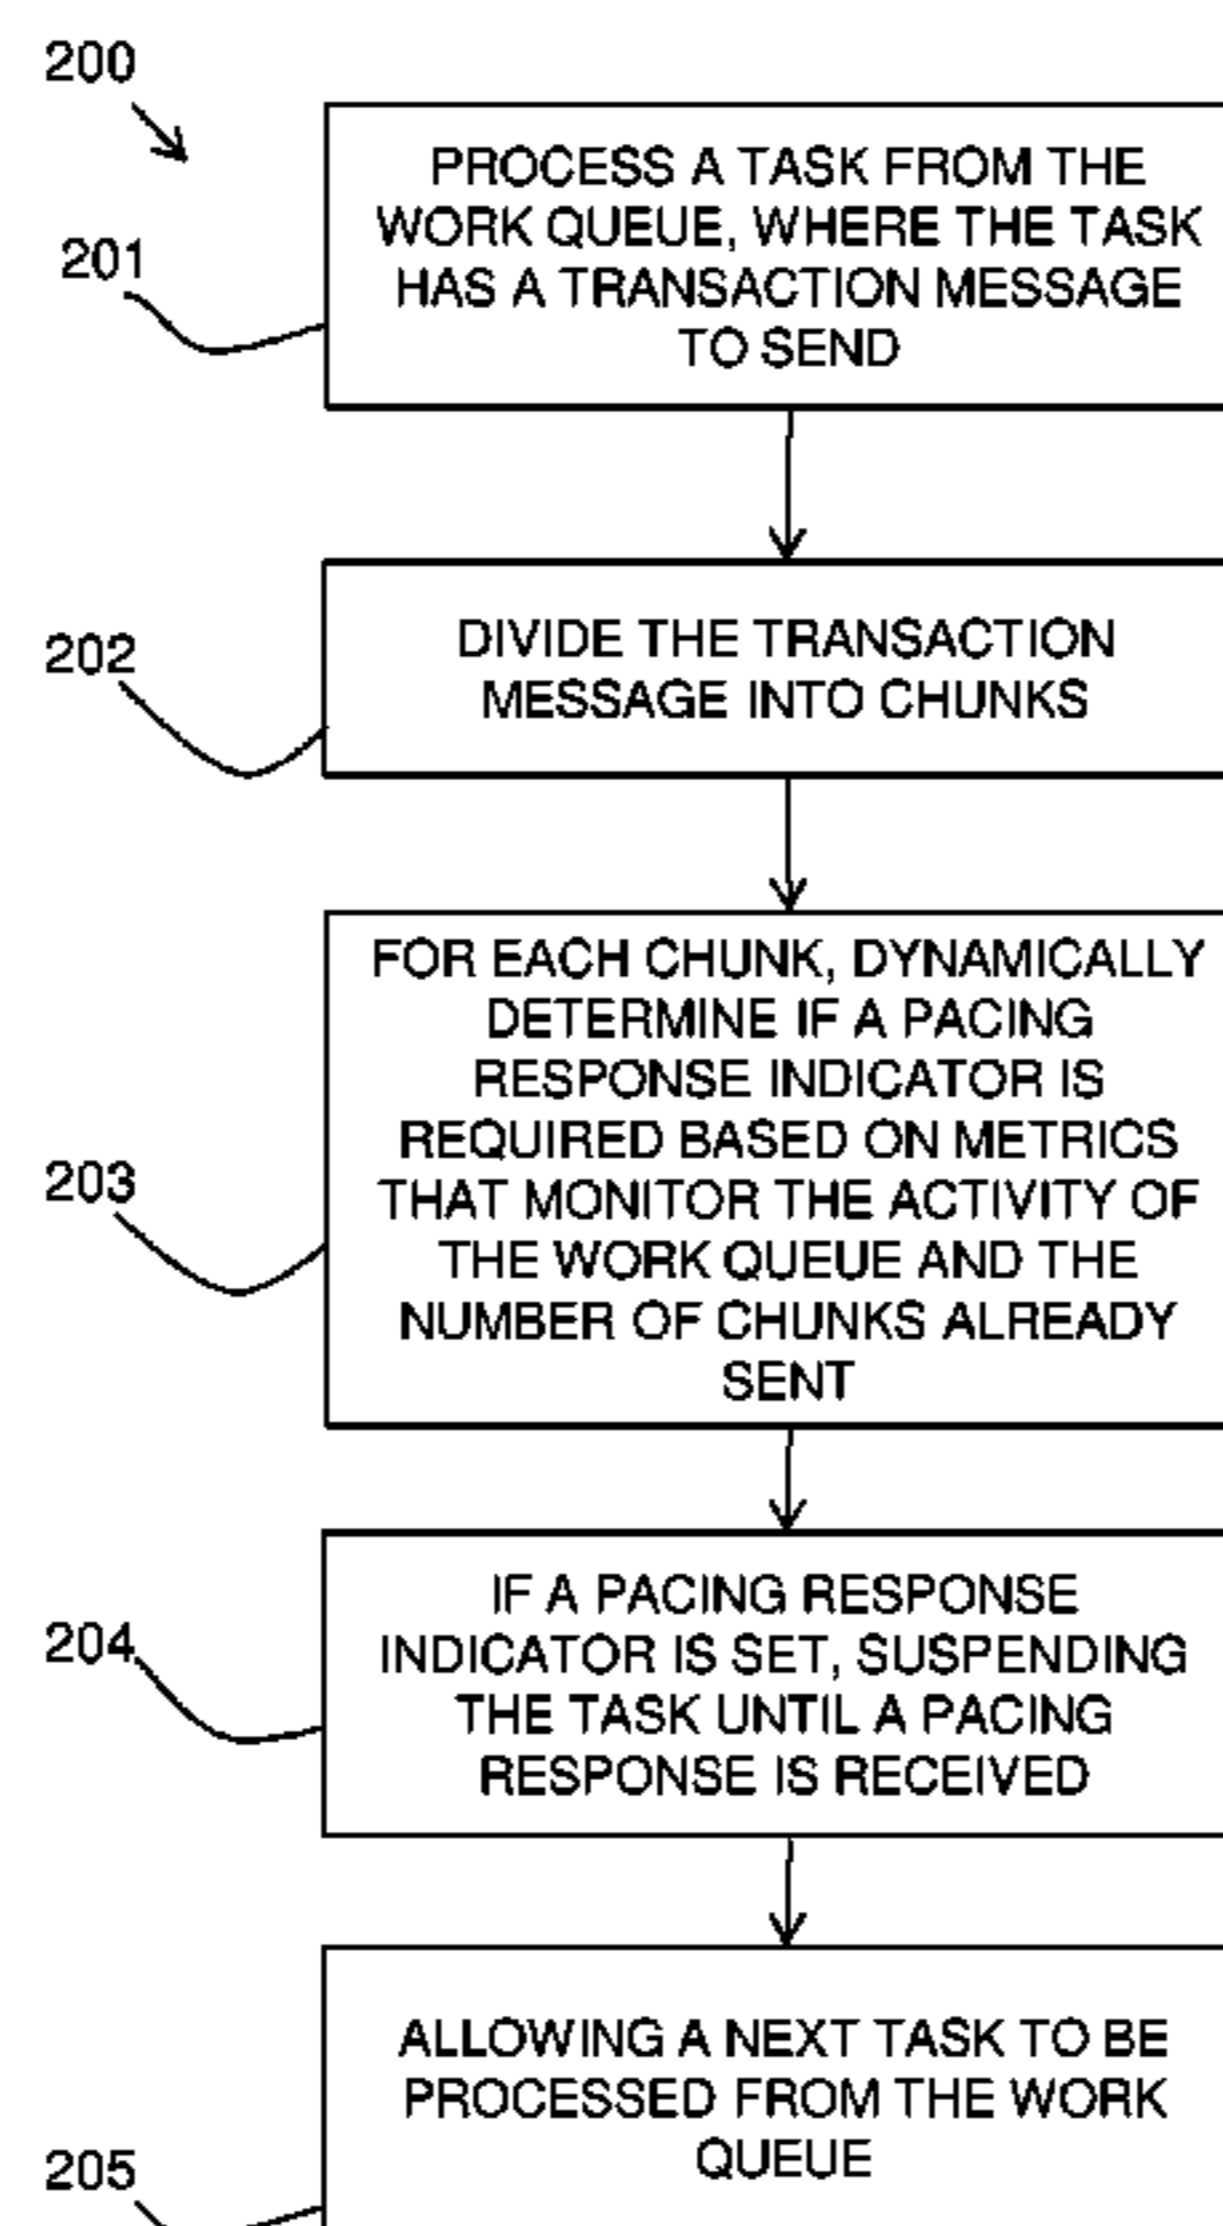 200
PROCESS A TASK FROM THE
WORK QUEUE, WHERE THE TASK
HAS A TRANSACTION MESSAGE
TO SEND
201
DIVIDE THE TRANSACTION
MESSAGE INTO CHUNKS
202
FOR EACH CHUNK, DYNAMICALLY
DETERMINE IF A PACING
RESPONSE INDICATOR IS
REQUIRED BASED ON METRICS
THAT MONITOR THE ACTIVITY OF
THE WORK QUEUE AND THE
NUMBER OF CHUNKS ALREADY
SENT
203
IF A PACING RESPONSE
INDICATOR IS SET, SUSPENDING
THE TASK UNTIL A PACING
RESPONSE IS RECEIVED
204
ALLOWING A NEXT TASK TO BE
PROCESSED FROM THE WORK
QUEUE
205